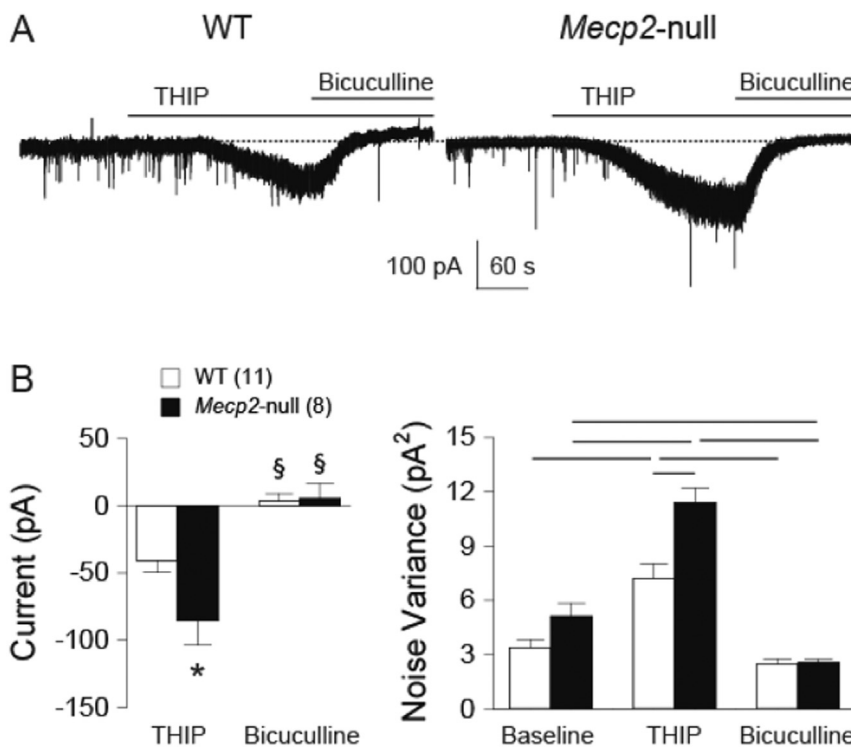 A
WT
Mecp2-null
Bicuculline
THIP
Bicuculline
THIP
100 pA
60 s
B
WT (11)
Mecp2-null (8)
Current (pA)
50
0
-50
-100
-150
§
§
*
THIP
Bicuculline
Noise Variance (pA²)
15
12
9
6
3
0
Baseline
THIP
Bicuculline